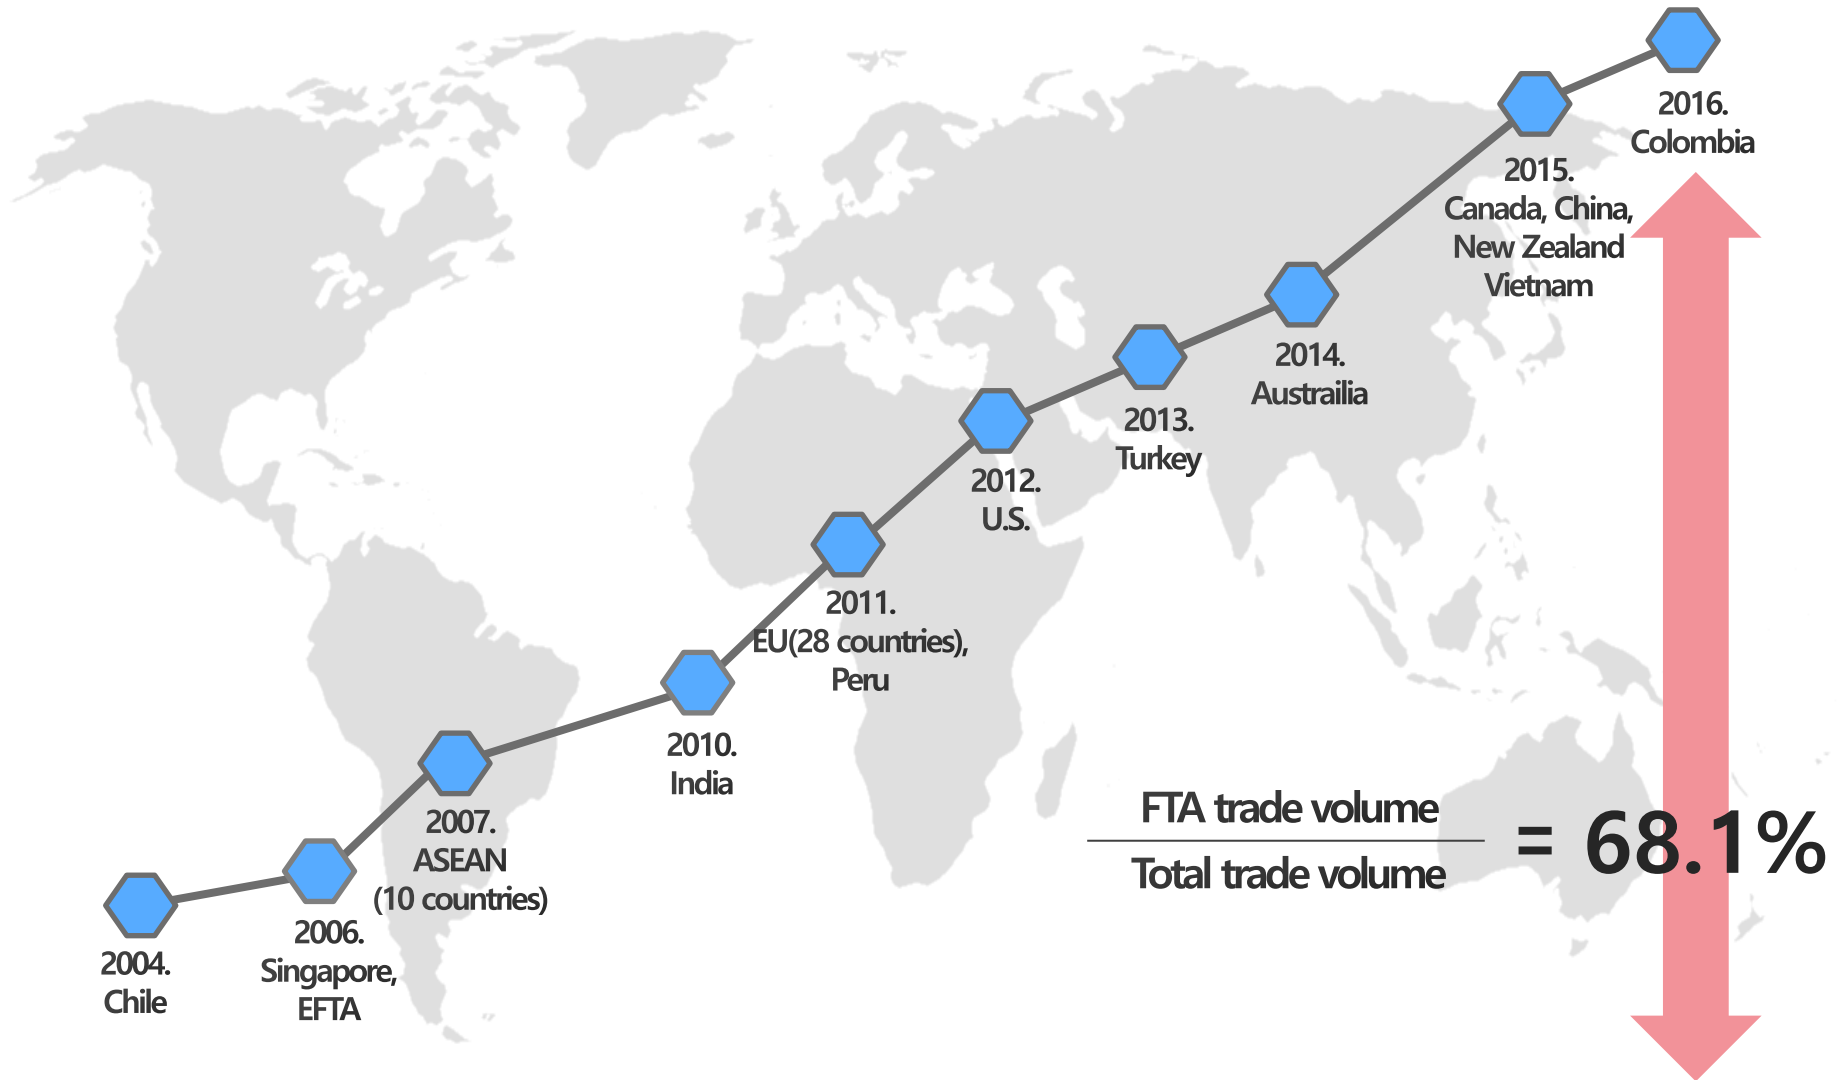 2004.
Chile
2006.
Singapore,
EFTA
2007.
ASEAN
(10 countries)
2010.
India
2011.
EU(28 countries),
Peru
2012.
U.S.
2013.
Turkey
2014.
Austrailia
2015.
Canada, China,
New Zealand
Vietnam
2016.
Colombia
FTA trade volume
Total trade volume
= 68.1%